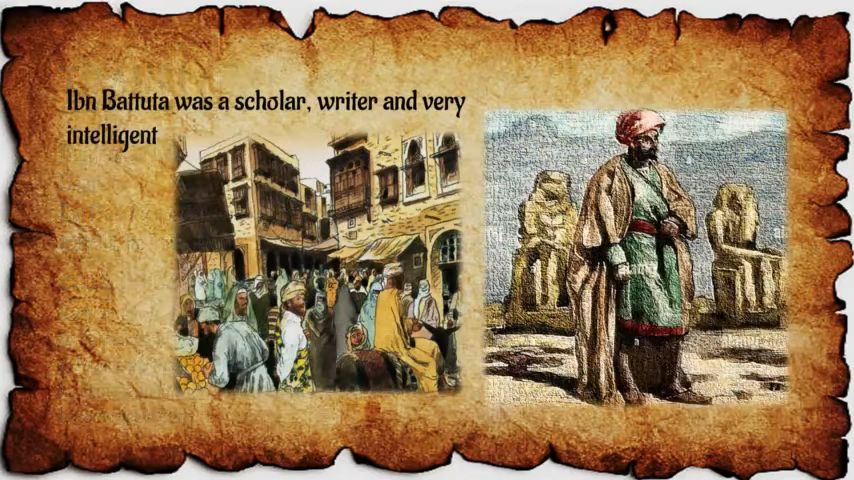 Ibn Battuta was a scholar, writer and very
intelligent